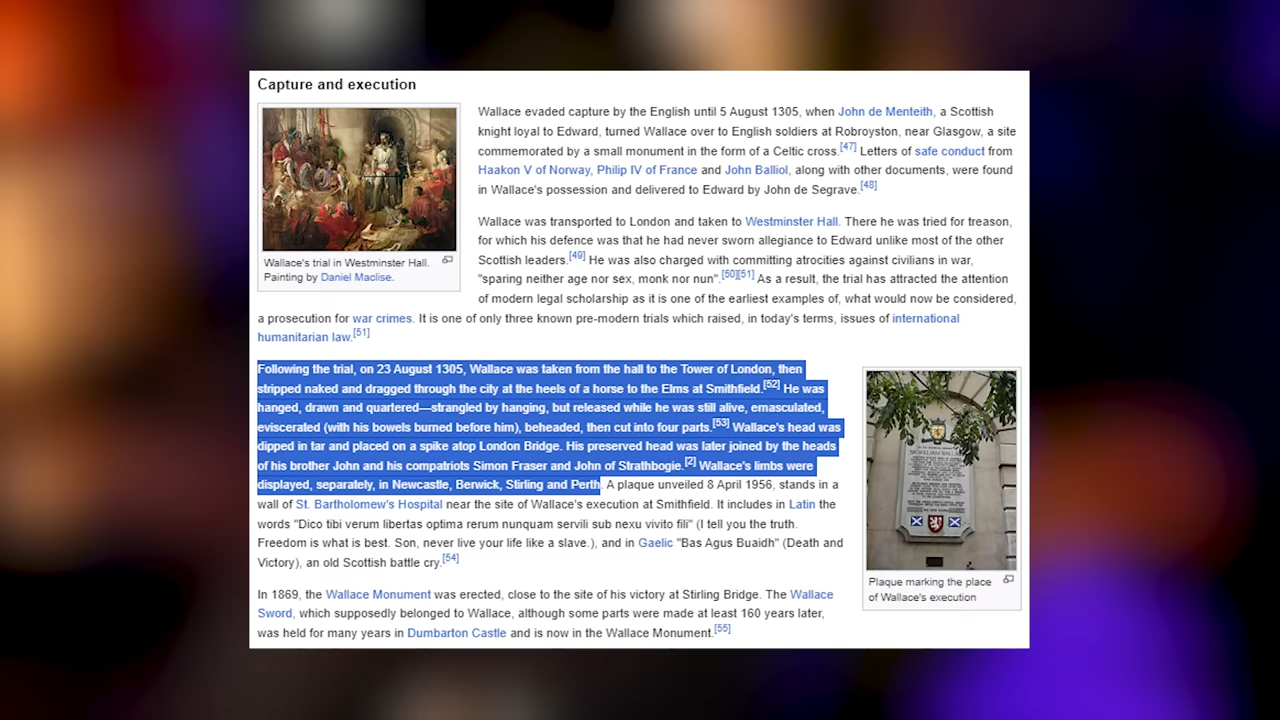 Capture and execution
Wallace evaded capture by the English until 5 August 1305, when John de Menteith, a Scottish
knight loyal to Edward, turned Wallace over to English soldiers at Robroyston, near Glasgow, a site
commemorated by a small monument in the form of a Celtic cross.[47] Letters of safe conduct from
Haakon V of Norway, Philip IV of France and John Balliol, along with other documents, were found
in Wallace's possession and delivered to Edward by John de Segrave.[48]
Wallace's trial in Westminster Hall.
Painting by Daniel Maclise.
Wallace was transported to London and taken to Westminster Hall. There he was tried for treason,
for which his defence was that he had never sworn allegiance to Edward unlike most of the other
Scottish leaders.[49] He was also charged with committing atrocities against civilians in war,
"sparing neither age nor sex, monk nor nun".[50][51] As a result, the trial has attracted the attention
of modern legal scholarship as it is one of the earliest examples of, what would now be considered,
a prosecution for war crimes. It is one of only three known pre-modern trials which raised, in today's terms, issues of international
humanitarian law.[51]
Following the trial, on 23 August 1305, Wallace was taken from the hall to the Tower of London, then
stripped naked and dragged through the city at the heels of a horse to the Elms at Smithfield.[52] He was
hanged, drawn and quartered—strangled by hanging, but released while he was still alive, emasculated,
eviscerated (with his bowels burned before him), beheaded, then cut into four parts.[53] Wallace's head was
dipped in tar and placed on a spike atop London Bridge. His preserved head was later joined by the heads
of his brother John and his compatriots Simon Fraser and John of Strathbogie.[2] Wallace's limbs were
displayed, separately, in Newcastle, Berwick, Stirling and Perth. A plaque unveiled 8 April 1956, stands in a
wall of St. Bartholomew's Hospital near the site of Wallace's execution at Smithfield. It includes in Latin the
words "Dico tibi verum libertas optima rerum nunquam servili sub nexu vivito fili" (I tell you the truth.
Freedom is what is best. Son, never live your life like a slave.), and in Gaelic "Bas Agus Buaidh" (Death and
Victory), an old Scottish battle cry.[54]
Plaque marking the place
of Wallace's execution
In 1869, the Wallace Monument was erected, close to the site of his victory at Stirling Bridge. The Wallace
Sword, which supposedly belonged to Wallace, although some parts were made at least 160 years later,
was held for many years in Dumbarton Castle and is now in the Wallace Monument.[55]